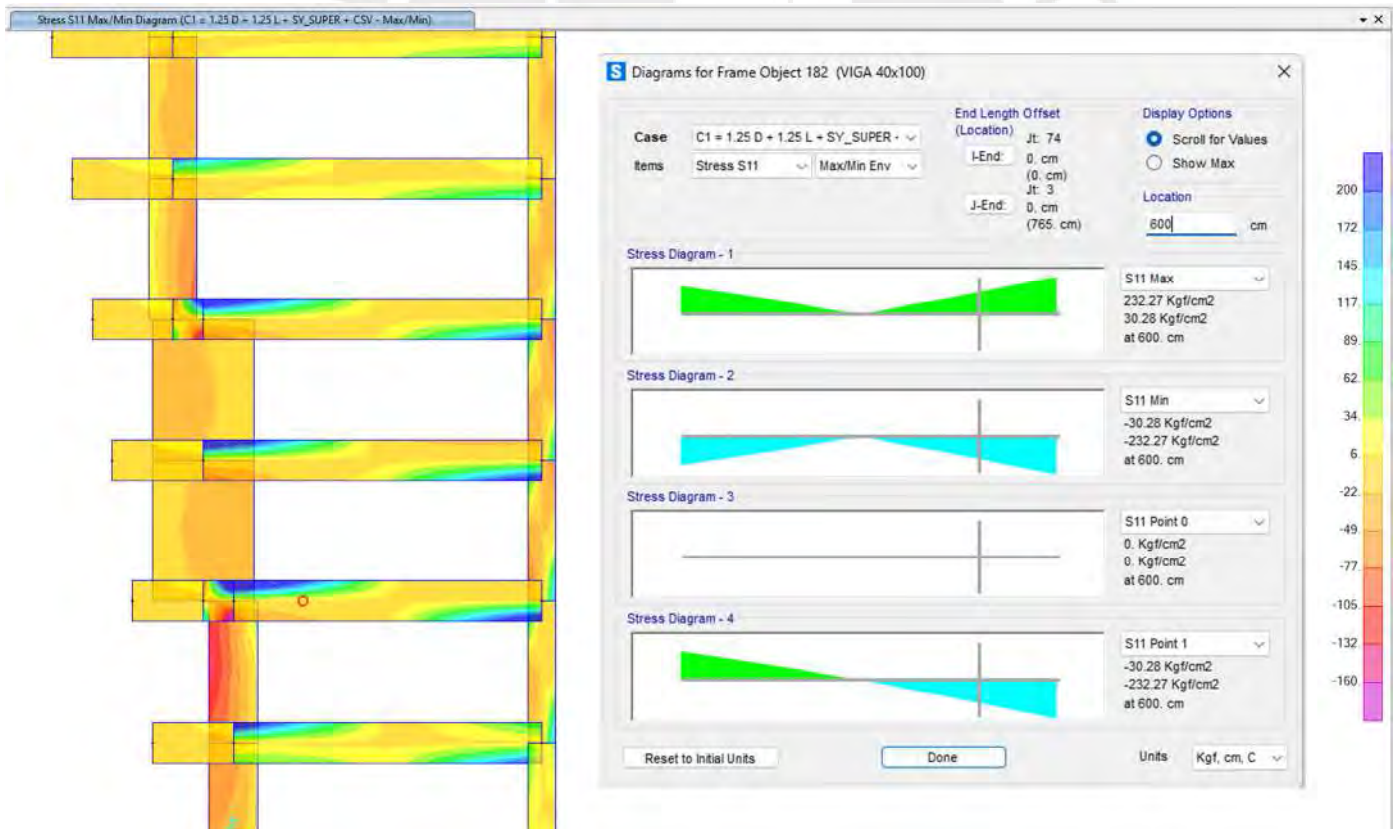 Stress S11 Max/Min Diagram (C1 = 1.25 D + 1.25 L + SY_SUPER + CSV - Max/Min)
S Diagrams for Frame Object 182 (VIGA 40x100)
Case
C1 = 1.25 D + 1.25 L + SY_SUPER -
Items
Stress S11
Max/Min Env
End Length Offset
(Location)
Jt: 74
I-End:
0. cm
(0. cm)
Jt: 3
J-End:
0. cm
(765. cm)
Display Options
Scroll for Values
Show Max
Location
600
cm
Stress Diagram - 1
S11 Max
232.27 Kgf/cm2
30.28 Kgf/cm2
at 600. cm
Stress Diagram - 2
S11 Min
-30.28 Kgf/cm2
-232.27 Kgf/cm2
at 600. cm
Stress Diagram - 3
S11 Point 0
0. Kgf/cm2
0. Kgf/cm2
at 600. cm
Stress Diagram - 4
S11 Point 1
-30.28 Kgf/cm2
-232.27 Kgf/cm2
at 600. cm
Reset to Initial Units
Done
Units
Kgf, cm, C
200
172.
145.
117.
89.
62.
34.
6.
-22.
-49.
-77.
-105.
-132.
-160.